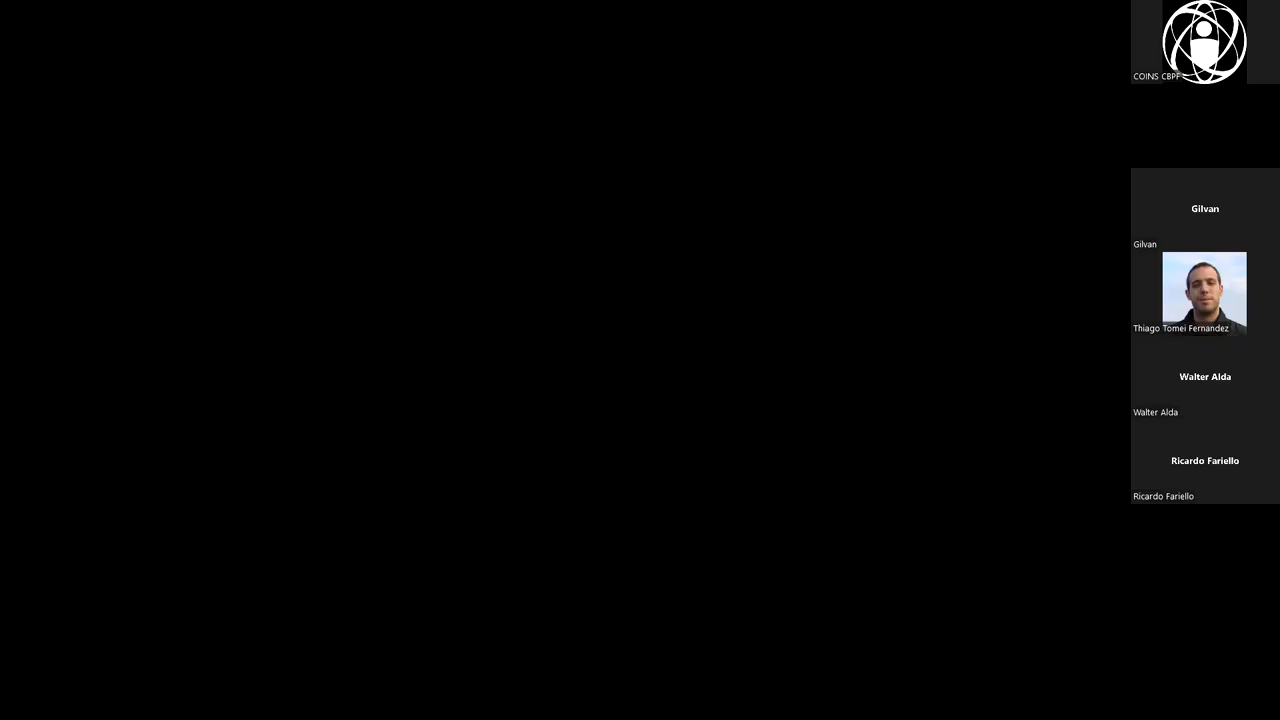 COINS CBPF
Gilvan
Gilvan
Thiago Tomei Fernandez
Walter Alda
Walter Alda
Ricardo Fariello
Ricardo Fariello